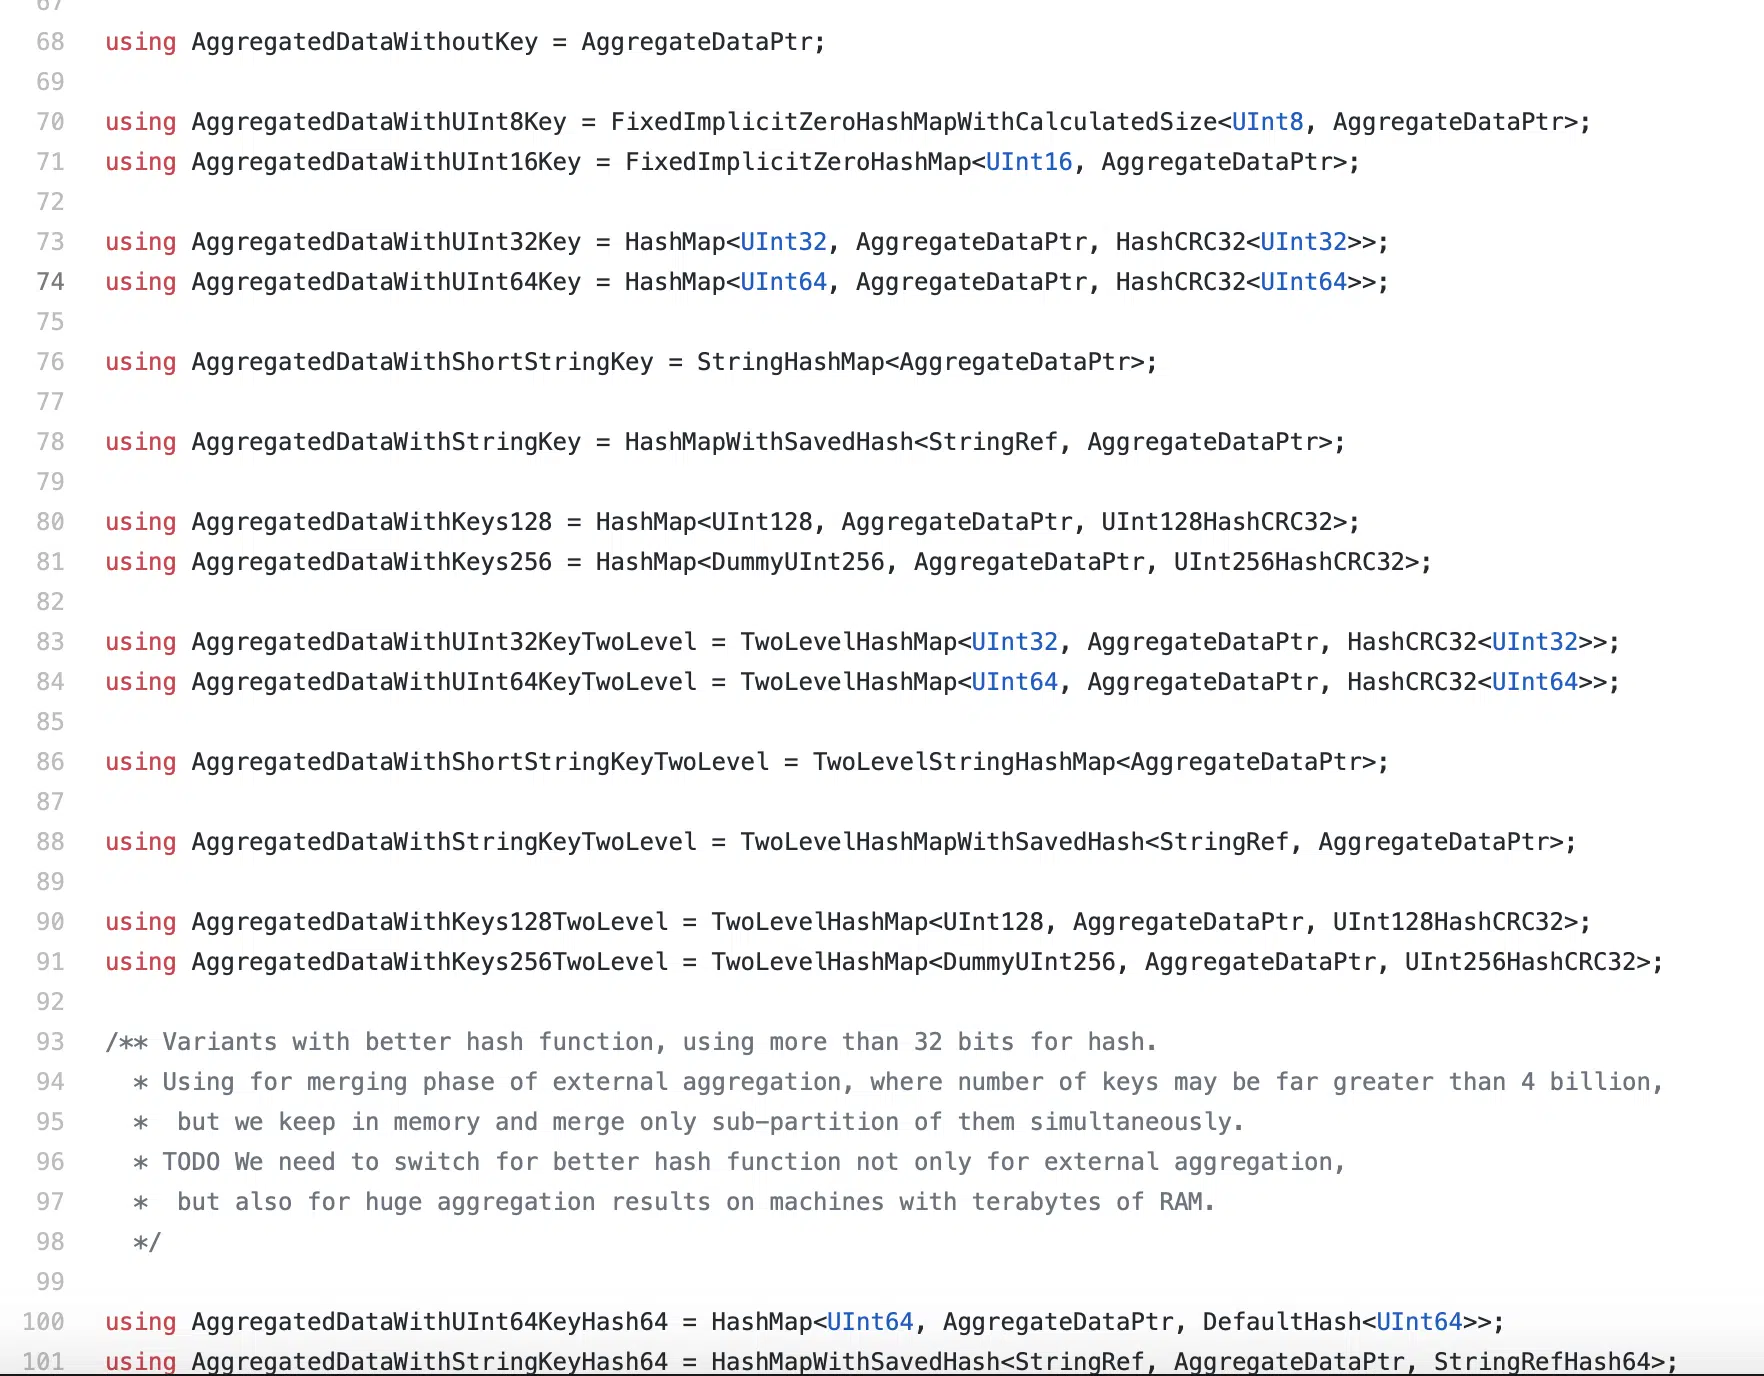 67
68 using AggregatedDataWithoutKey = AggregateDataPtr;
69
70 using AggregatedDataWithUInt8Key = FixedImplicitZeroHashMapWithCalculatedSize<UInt8, AggregateDataPtr>;
71 using AggregatedDataWithUInt16Key = FixedImplicitZeroHashMap<UInt16, AggregateDataPtr>;
72
73 using AggregatedDataWithUInt32Key = HashMap<UInt32, AggregateDataPtr, HashCRC32<UInt32>>;
74 using AggregatedDataWithUInt64Key = HashMap<UInt64, AggregateDataPtr, HashCRC32<UInt64>>;
75
76 using AggregatedDataWithShortStringKey = StringHashMap<AggregateDataPtr>;
77
78 using AggregatedDataWithStringKey = HashMapWithSavedHash<StringRef, AggregateDataPtr>;
79
80 using AggregatedDataWithKeys128 = HashMap<UInt128, AggregateDataPtr, UInt128HashCRC32>;
81 using AggregatedDataWithKeys256 = HashMap<DummyUInt256, AggregateDataPtr, UInt256HashCRC32>;
82
83 using AggregatedDataWithUInt32KeyTwoLevel = TwoLevelHashMap<UInt32, AggregateDataPtr, HashCRC32<UInt32>>;
84 using AggregatedDataWithUInt64KeyTwoLevel = TwoLevelHashMap<UInt64, AggregateDataPtr, HashCRC32<UInt64>>;
85
86 using AggregatedDataWithShortStringKeyTwoLevel = TwoLevelStringHashMap<AggregateDataPtr>;
87
88 using AggregatedDataWithStringKeyTwoLevel = TwoLevelHashMapWithSavedHash<StringRef, AggregateDataPtr>;
89
90 using AggregatedDataWithKeys128TwoLevel = TwoLevelHashMap<UInt128, AggregateDataPtr, UInt128HashCRC32>;
91 using AggregatedDataWithKeys256TwoLevel = TwoLevelHashMap<DummyUInt256, AggregateDataPtr, UInt256HashCRC32>;
92
93 /** Variants with better hash function, using more than 32 bits for hash.
94 * Using for merging phase of external aggregation, where number of keys may be far greater than 4 billion,
95 * but we keep in memory and merge only sub-partition of them simultaneously.
96 * TODO We need to switch for better hash function not only for external aggregation,
97 * but also for huge aggregation results on machines with terabytes of RAM.
98 */
99
100 using AggregatedDataWithUInt64KeyHash64 = HashMap<UInt64, AggregateDataPtr, DefaultHash<UInt64>>;
101 using AggregatedDataWithStringKeyHash64 = HashMapWithSavedHash<StringRef, AggregateDataPtr, StringRefHash64>;